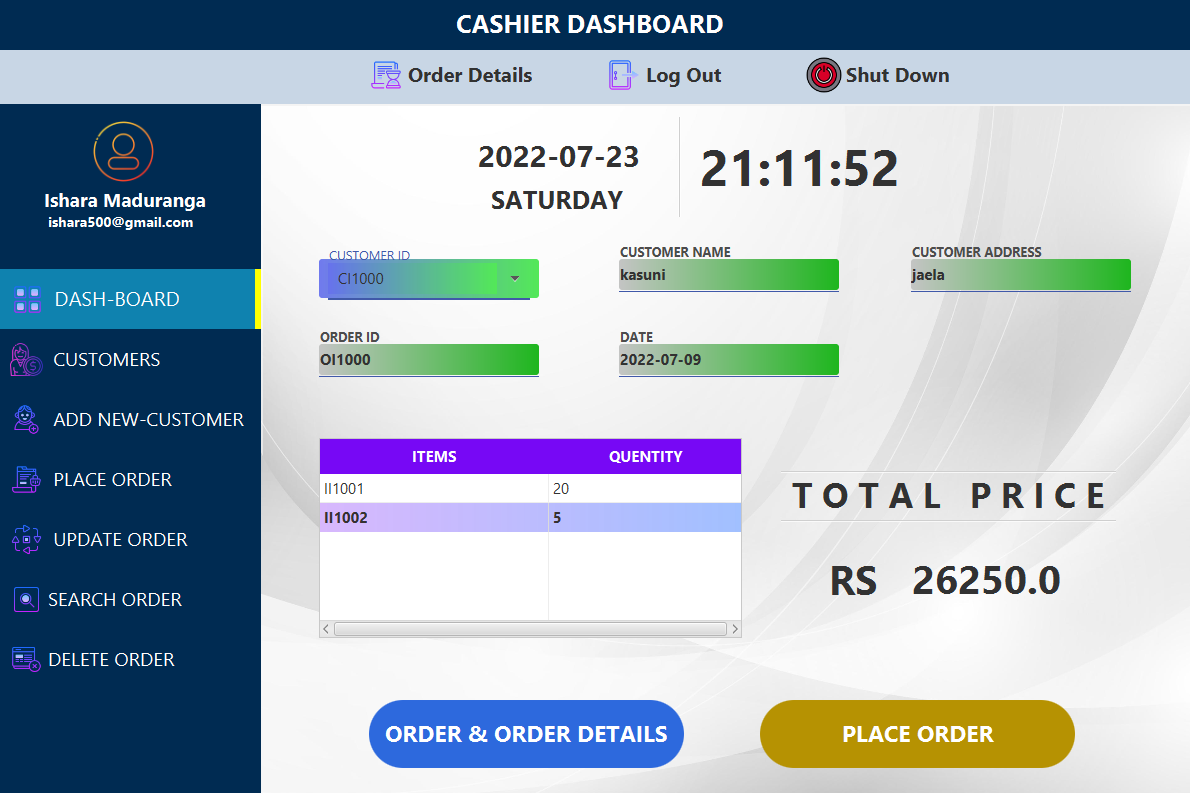 CASHIER DASHBOARD
Order Details
Log Out
Shut Down
Ishara Maduranga
ishara500@gmail.com
DASH-BOARD
CUSTOMERS
ADD NEW-CUSTOMER
PLACE ORDER
UPDATE ORDER
SEARCH ORDER
DELETE ORDER
2022-07-23
SATURDAY
21:11:52
CUSTOMER ID
CI1000
CUSTOMER NAME
kasuni
CUSTOMER ADDRESS
jaela
ORDER ID
OI1000
DATE
2022-07-09
ITEMS QUENTITY
II1001 20
II1002 5
TOTAL PRICE
RS 26250.0
ORDER & ORDER DETAILS
PLACE ORDER